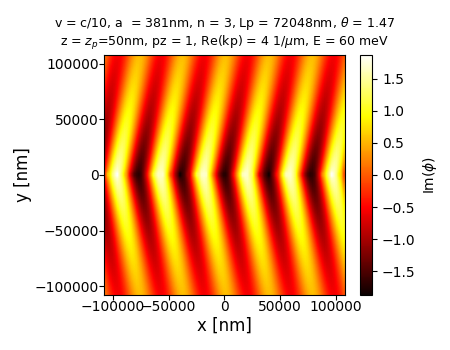 v = c/10, a  = 381nm, n = 3, Lp = 72048nm, θ = 1.47
z = z_p=50nm, pz = 1, Re(kp) = 4 1/μm, E = 60 meV
100000
50000
0
−50000
−100000
y [nm]
−100000 −50000 0 50000 100000
x [nm]
1.5
1.0
0.5
0.0
−0.5
−1.0
−1.5
Im(ϕ)